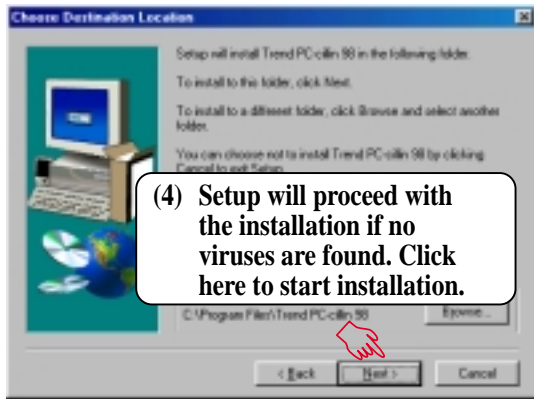 Choose Destination Location
Setup will install Trend PC-cillin 98 in the following folder.
To install to this folder, click Next.
To install to a different folder, click Browse and select another
folder.
You can choose not to install Trend PC-cillin 98 by clicking
Cancel to exit Setup.
(4) Setup will proceed with
the installation if no
viruses are found. Click
here to start installation.
C:\Program Files\Trend PC-cillin 98
Browse...
< Back
Next >
Cancel